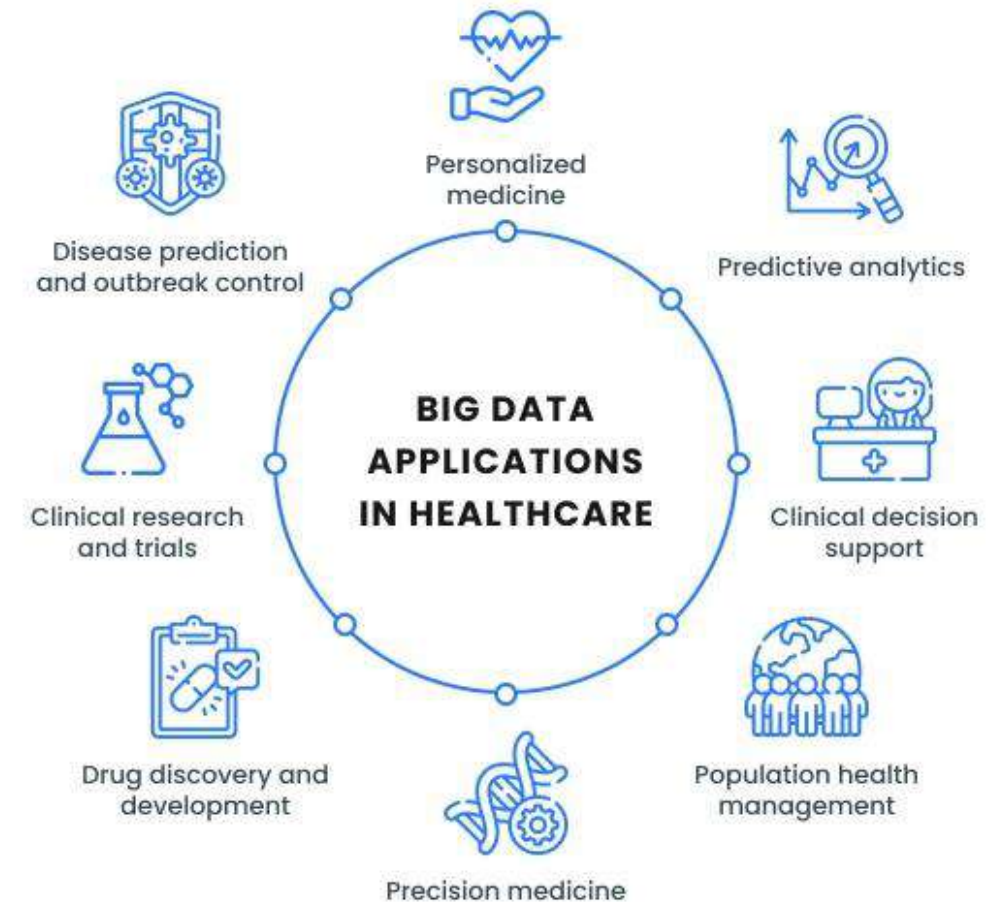 Personalized
medicine
Predictive analytics
Clinical decision
support
Population health
management
Precision medicine
Drug discovery and
development
Clinical research
and trials
Disease prediction
and outbreak control
BIG DATA
APPLICATIONS
IN HEALTHCARE